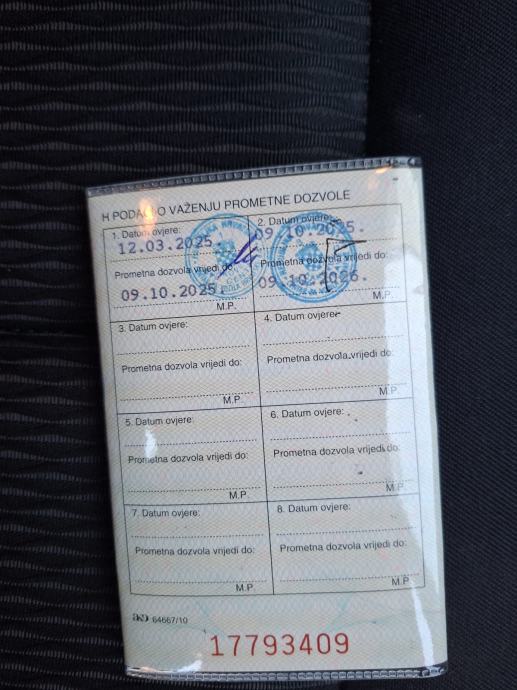 H PODACI O VAŽENJU PROMETNE DOZVOLE
1. Datum ovjere:
12.03.2025.
Prometna dozvola vrijedi do:
09.10.2025.
M.P.
2. Datum ovjere:
09.10.2025.
Prometna dozvola vrijedi do:
09.10.2026.
M.P.
3. Datum ovjere:
Prometna dozvola vrijedi do:
M.P.
4. Datum ovjere:
Prometna dozvola vrijedi do:
M.P.
5. Datum ovjere:
Prometna dozvola vrijedi do:
M.P.
6. Datum ovjere:
Prometna dozvola vrijedi do:
M.P.
7. Datum ovjere:
Prometna dozvola vrijedi do:
M.P.
8. Datum ovjere:
Prometna dozvola vrijedi do:
M.P.
AKD 64667/10
17793409